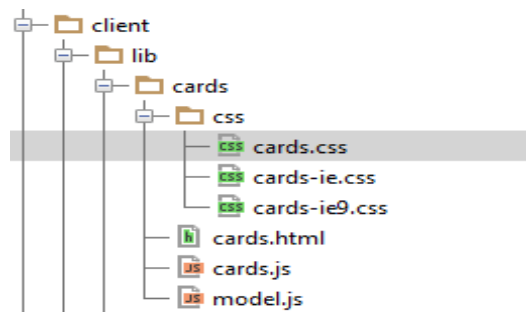 client
lib
cards
css
css cards.css
css cards-ie.css
css cards-ie9.css
h cards.html
JS cards.js
JS model.js